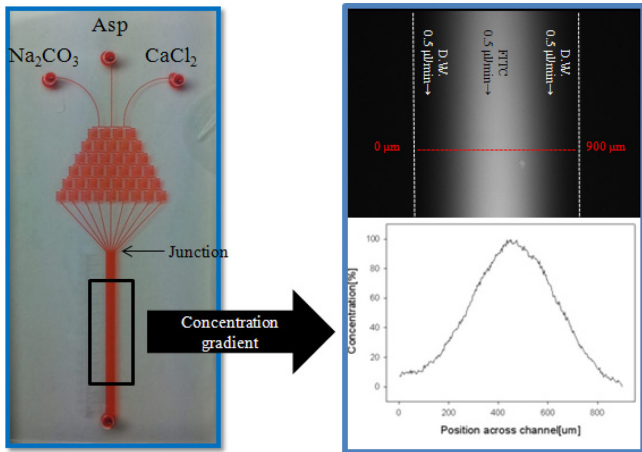 Asp
Na₂CO₃
CaCl₂
Junction
Concentration
gradient
D.W.
0.5 μl/min→
FITC
0.5 μl/min→
D.W.
0.5 μl/min→
0 μm
900 μm
Concentration[%]
100
80
60
40
20
0
0
200
400
600
800
Position across channel[um]